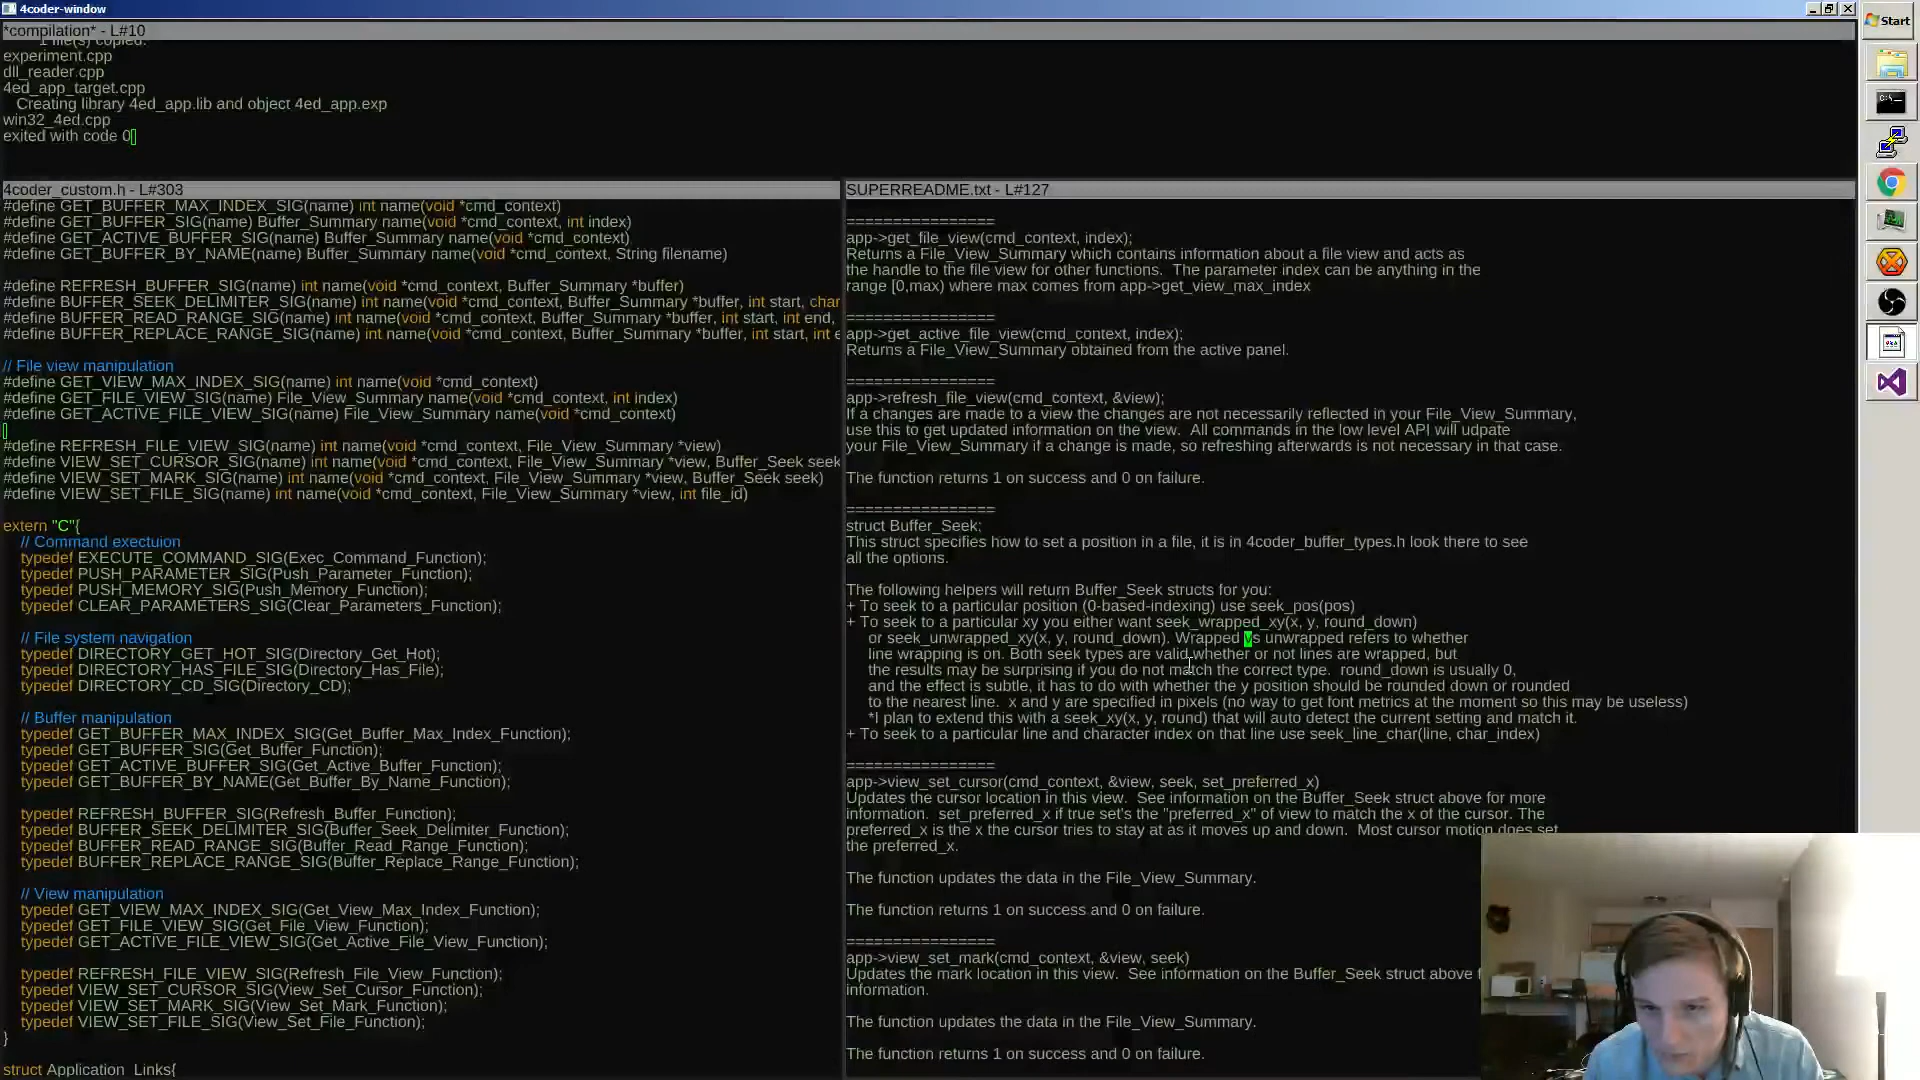 4coder-window
Start
*compilation* - L#10
1 file(s) copied.
experiment.cpp
dll_reader.cpp
4ed_app_target.cpp
Creating library 4ed_app.lib and object 4ed_app.exp
win32_4ed.cpp
exited with code 0
4coder_custom.h - L#303
#define GET_BUFFER_MAX_INDEX_SIG(name) int name(void *cmd_context)
#define GET_BUFFER_SIG(name) Buffer_Summary name(void *cmd_context, int index)
#define GET_ACTIVE_BUFFER_SIG(name) Buffer_Summary name(void *cmd_context)
#define GET_BUFFER_BY_NAME(name) Buffer_Summary name(void *cmd_context, String filename)
#define REFRESH_BUFFER_SIG(name) int name(void *cmd_context, Buffer_Summary *buffer)
#define BUFFER_SEEK_DELIMITER_SIG(name) int name(void *cmd_context, Buffer_Summary *buffer, int start, char
#define BUFFER_READ_RANGE_SIG(name) int name(void *cmd_context, Buffer_Summary *buffer, int start, int end,
#define BUFFER_REPLACE_RANGE_SIG(name) int name(void *cmd_context, Buffer_Summary *buffer, int start, int e
// File view manipulation
#define GET_VIEW_MAX_INDEX_SIG(name) int name(void *cmd_context)
#define GET_FILE_VIEW_SIG(name) File_View_Summary name(void *cmd_context, int index)
#define GET_ACTIVE_FILE_VIEW_SIG(name) File_View_Summary name(void *cmd_context)
#define REFRESH_FILE_VIEW_SIG(name) int name(void *cmd_context, File_View_Summary *view)
#define VIEW_SET_CURSOR_SIG(name) int name(void *cmd_context, File_View_Summary *view, Buffer_Seek seek
#define VIEW_SET_MARK_SIG(name) int name(void *cmd_context, File_View_Summary *view, Buffer_Seek seek)
#define VIEW_SET_FILE_SIG(name) int name(void *cmd_context, File_View_Summary *view, int file_id)
extern "C"{
// Command exectuion
typedef EXECUTE_COMMAND_SIG(Exec_Command_Function);
typedef PUSH_PARAMETER_SIG(Push_Parameter_Function);
typedef PUSH_MEMORY_SIG(Push_Memory_Function);
typedef CLEAR_PARAMETERS_SIG(Clear_Parameters_Function);
// File system navigation
typedef DIRECTORY_GET_HOT_SIG(Directory_Get_Hot);
typedef DIRECTORY_HAS_FILE_SIG(Directory_Has_File);
typedef DIRECTORY_CD_SIG(Directory_CD);
// Buffer manipulation
typedef GET_BUFFER_MAX_INDEX_SIG(Get_Buffer_Max_Index_Function);
typedef GET_BUFFER_SIG(Get_Buffer_Function);
typedef GET_ACTIVE_BUFFER_SIG(Get_Active_Buffer_Function);
typedef GET_BUFFER_BY_NAME(Get_Buffer_By_Name_Function);
typedef REFRESH_BUFFER_SIG(Refresh_Buffer_Function);
typedef BUFFER_SEEK_DELIMITER_SIG(Buffer_Seek_Delimiter_Function);
typedef BUFFER_READ_RANGE_SIG(Buffer_Read_Range_Function);
typedef BUFFER_REPLACE_RANGE_SIG(Buffer_Replace_Range_Function);
// View manipulation
typedef GET_VIEW_MAX_INDEX_SIG(Get_View_Max_Index_Function);
typedef GET_FILE_VIEW_SIG(Get_File_View_Function);
typedef GET_ACTIVE_FILE_VIEW_SIG(Get_Active_File_View_Function);
typedef REFRESH_FILE_VIEW_SIG(Refresh_File_View_Function);
typedef VIEW_SET_CURSOR_SIG(View_Set_Cursor_Function);
typedef VIEW_SET_MARK_SIG(View_Set_Mark_Function);
typedef VIEW_SET_FILE_SIG(View_Set_File_Function);
}
struct Application_Links{
SUPERREADME.txt - L#127
================
app->get_file_view(cmd_context, index);
Returns a File_View_Summary which contains information about a file view and acts as
the handle to the file view for other functions.  The parameter index can be anything in the
range [0,max) where max comes from app->get_view_max_index
================
app->get_active_file_view(cmd_context, index);
Returns a File_View_Summary obtained from the active panel.
================
app->refresh_file_view(cmd_context, &view);
If a changes are made to a view the changes are not necessarily reflected in your File_View_Summary,
use this to get updated information on the view.  All commands in the low level API will udpate
your File_View_Summary if a change is made, so refreshing afterwards is not necessary in that case.
The function returns 1 on success and 0 on failure.
================
struct Buffer_Seek;
This struct specifies how to set a position in a file, it is in 4coder_buffer_types.h look there to see
all the options.
The following helpers will return Buffer_Seek structs for you:
+ To seek to a particular position (0-based-indexing) use seek_pos(pos)
+ To seek to a particular xy you either want seek_wrapped_xy(x, y, round_down)
or seek_unwrapped_xy(x, y, round_down). Wrapped vs unwrapped refers to whether
line wrapping is on. Both seek types are valid whether or not lines are wrapped, but
the results may be surprising if you do not match the correct type.  round_down is usually 0,
and the effect is subtle, it has to do with whether the y position should be rounded down or rounded
to the nearest line.  x and y are specified in pixels (no way to get font metrics at the moment so this may be useless)
*I plan to extend this with a seek_xy(x, y, round) that will auto detect the current setting and match it.
+ To seek to a particular line and character index on that line use seek_line_char(line, char_index)
================
app->view_set_cursor(cmd_context, &view, seek, set_preferred_x)
Updates the cursor location in this view.  See information on the Buffer_Seek struct above for more
information.  set_preferred_x if true set's the "preferred_x" of view to match the x of the cursor. The
preferred_x is the x the cursor tries to stay at as it moves up and down.  Most cursor motion does set
the preferred_x.
The function updates the data in the File_View_Summary.
The function returns 1 on success and 0 on failure.
================
app->view_set_mark(cmd_context, &view, seek)
Updates the mark location in this view.  See information on the Buffer_Seek struct above f
information.
The function updates the data in the File_View_Summary.
The function returns 1 on success and 0 on failure.